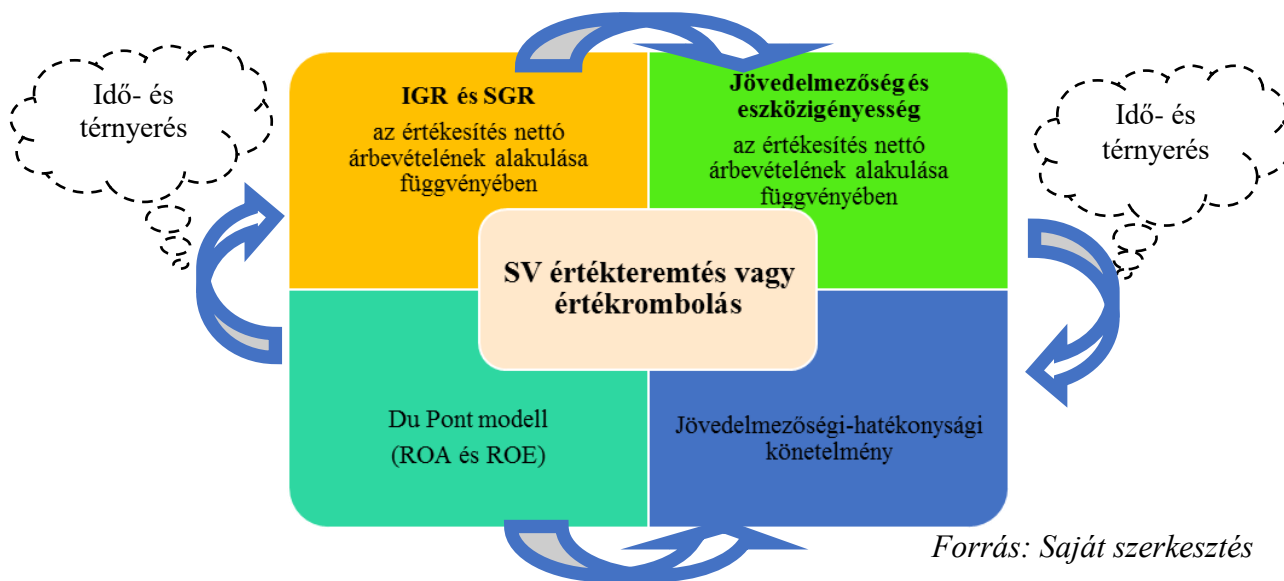 Idő- és
térnyerés
IGR és SGR
az értékesítés nettó
árbevételének alakulása
függvényében
Jövedelmezőség és
eszközigényesség
az értékesítés nettó
árbevételének alakulása
függvényében
Idő- és
térnyerés
SV értékteremtés vagy
értékrombolás
Du Pont modell
(ROA és ROE)
Jövedelmezőségi-hatékonysági
könetelmény
Forrás: Saját szerkesztés